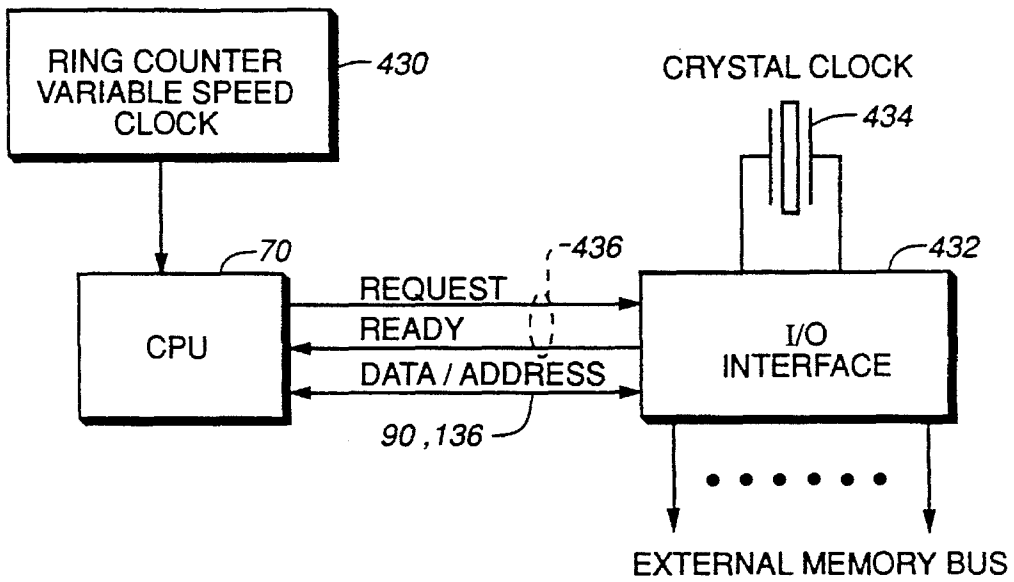 RING COUNTER
VARIABLE SPEED
CLOCK
430
CRYSTAL CLOCK
434
70
436
432
CPU
REQUEST
READY
DATA / ADDRESS
90 , 136
I/O
INTERFACE
EXTERNAL MEMORY BUS